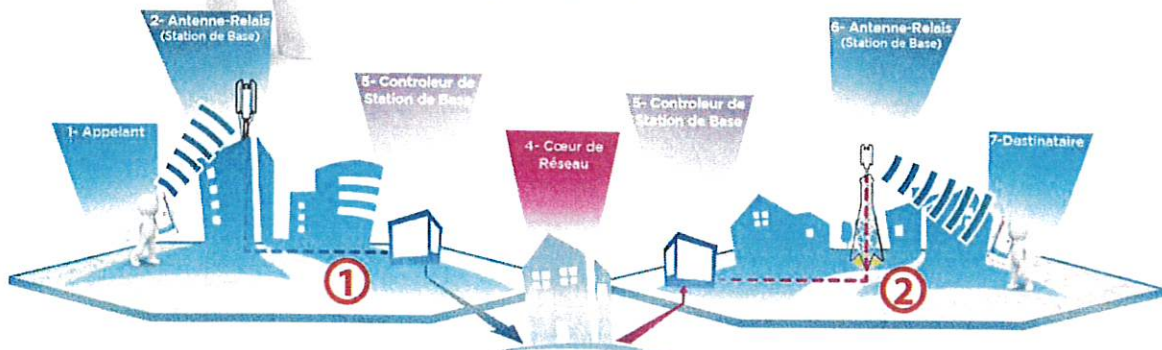 2- Antenne-Relais
(Station de Base)
6- Antenne-Relais
(Station de Base)
5- Controleur de
Station de Base
5- Controleur de
Station de Base
1- Appelant
4- Cœur de
Réseau
7-Destinataire
1
2